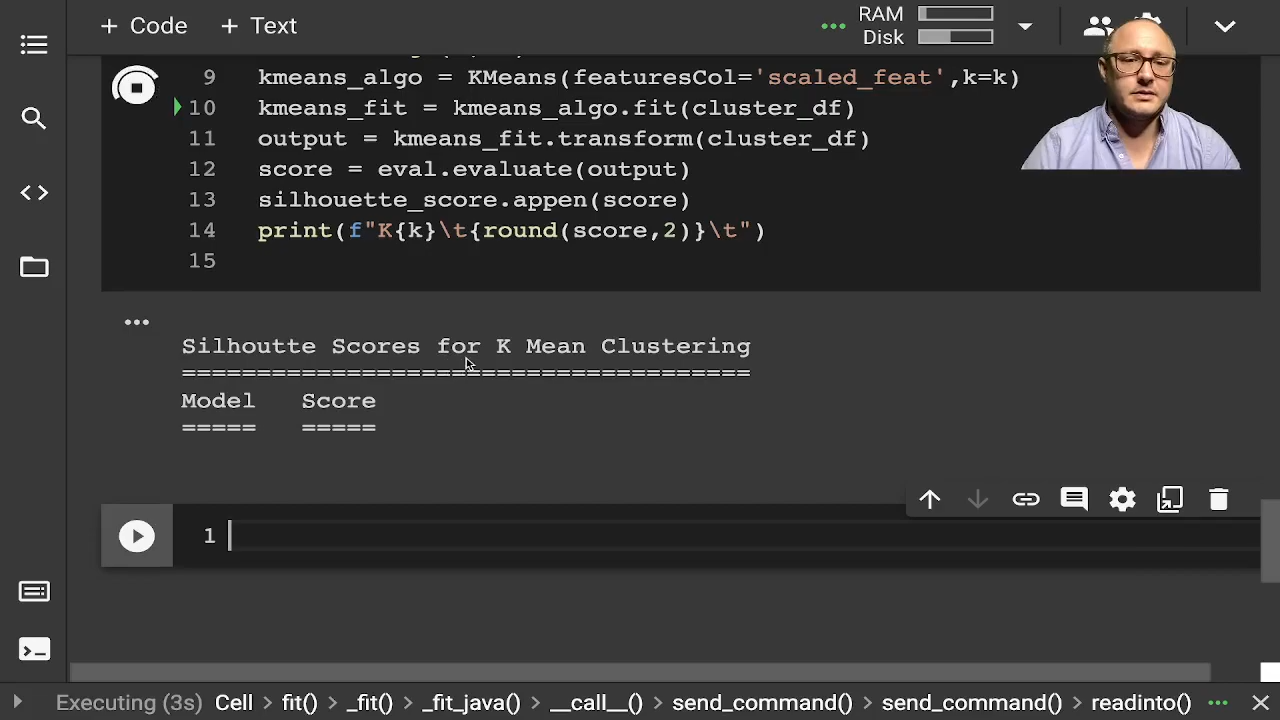 + Code + Text
RAM
Disk
9 kmeans_algo = KMeans(featuresCol='scaled_feat',k=k)
10 kmeans_fit = kmeans_algo.fit(cluster_df)
11 output = kmeans_fit.transform(cluster_df)
12 score = eval.evaluate(output)
13 silhouette_score.appen(score)
14 print(f"K{k}\t{round(score,2)}\t")
15
Silhoutte Scores for K Mean Clustering
======================================
Model Score
===== =====
1
Executing (3s) Cell > fit() > _fit() > _fit_java() > __call__() > send_command() > send_command() > readinto()